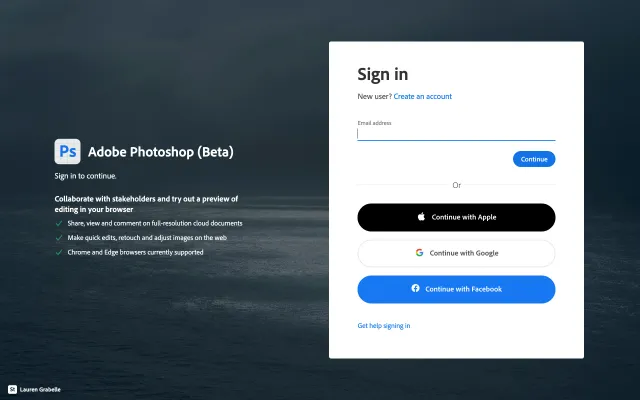 Ps Adobe Photoshop (Beta)
Sign in to continue.
Collaborate with stakeholders and try out a preview of
editing in your browser
Share, view and comment on full-resolution cloud documents
Make quick edits, retouch and adjust images on the web
Chrome and Edge browsers currently supported
St Lauren Grabelle
Sign in
New user? Create an account
Email address
Continue
Or
Continue with Apple
Continue with Google
Continue with Facebook
Get help signing in